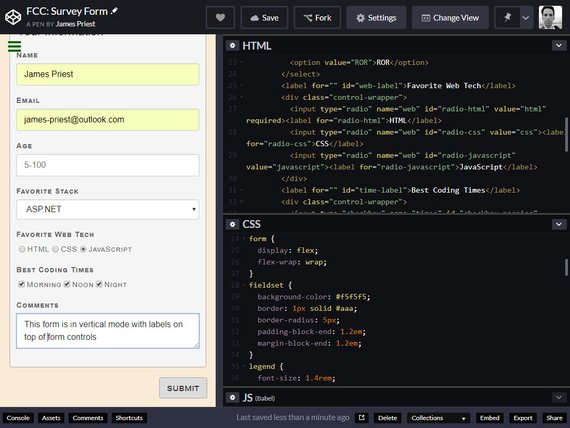 FCC: Survey Form
A PEN BY James Priest
Save
Fork
Settings
Change View
Your Information
NAME
James Priest
EMAIL
james-priest@outlook.com
AGE
5-100
FAVORITE STACK
ASP.NET
FAVORITE WEB TECH
HTML CSS JAVASCRIPT
BEST CODING TIMES
MORNING NOON NIGHT
COMMENTS
This form is in vertical mode with labels on
top of form controls
SUBMIT
HTML
23 <option value="ROR">ROR</option>
24 </select>
25 <label for="" id="web-label">Favorite Web Tech</label>
26 <div class="control-wrapper">
27 <input type="radio" name="web" id="radio-html" value="html"
required><label for="radio-html">HTML</label>
28 <input type="radio" name="web" id="radio-css" value="css"><label
for="radio-css">CSS</label>
29 <input type="radio" name="web" id="radio-javascript"
value="javascript"><label for="radio-javascript">JavaScript</label>
30 </div>
31 <label for="" id="time-label">Best Coding Times</label>
32 <div class="control-wrapper">
CSS
24 form {
25 display: flex;
26 flex-wrap: wrap;
27 }
28 fieldset {
29 background-color: #f5f5f5;
30 border: 1px solid #aaa;
31 border-radius: 5px;
32 padding-block-end: 1.2em;
33 margin-block-end: 1.2em;
34 }
35 legend {
36 font-size: 1.4rem;
JS (Babel)
Console Assets Comments Shortcuts
Last saved less than a minute ago
Delete Collections Embed Export Share